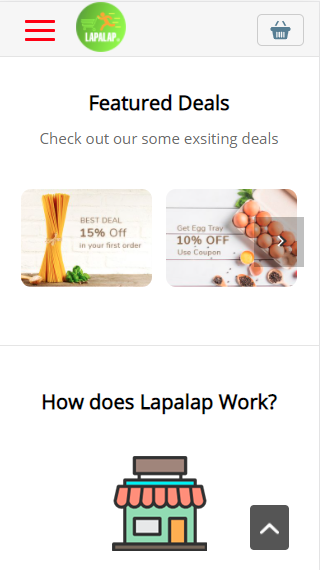 LAPALAP
Featured Deals
Check out our some exsiting deals
BEST DEAL
15% Off
in your first order
Get Egg Tray
10% OFF
Use Coupon
How does Lapalap Work?